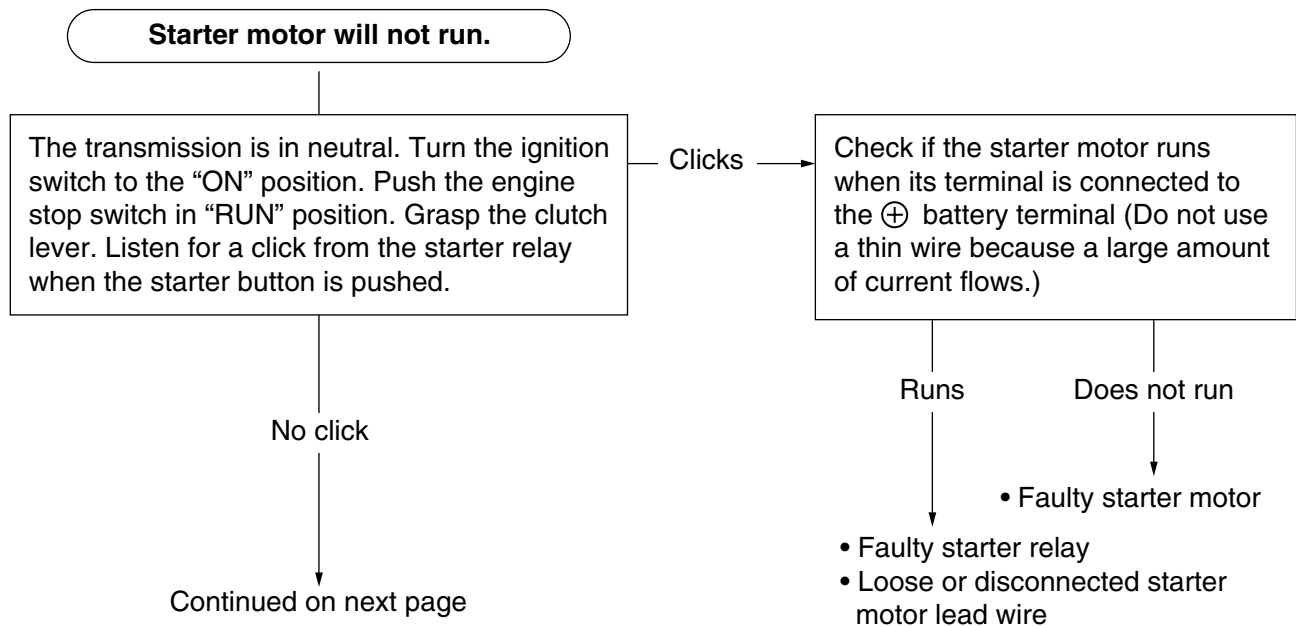 Starter motor will not run.
The transmission is in neutral. Turn the ignition
switch to the “ON” position. Push the engine
stop switch in “RUN” position. Grasp the clutch
lever. Listen for a click from the starter relay
when the starter button is pushed.
Clicks
Check if the starter motor runs
when its terminal is connected to
the ⊕ battery terminal (Do not use
a thin wire because a large amount
of current flows.)
Runs
Does not run
No click
• Faulty starter motor
• Faulty starter relay
• Loose or disconnected starter
motor lead wire
Continued on next page